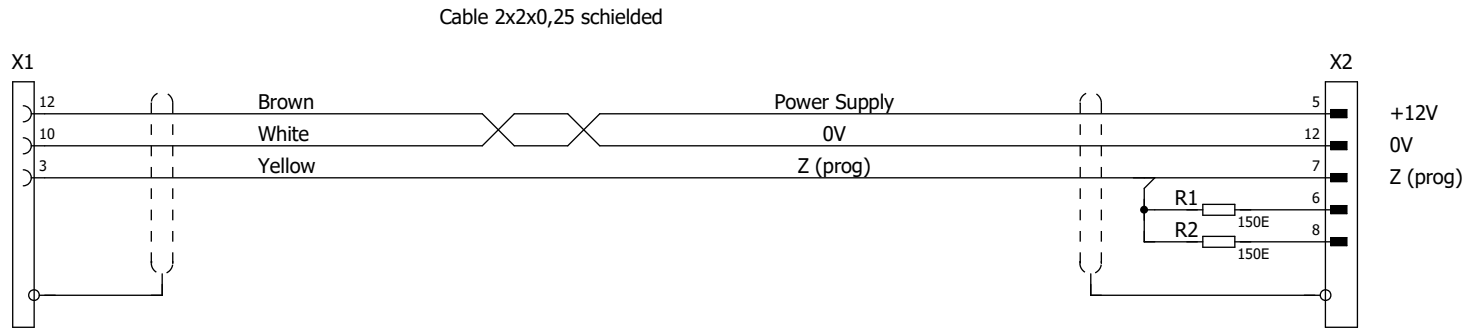 Cable 2x2x0,25 schielded
X1 X2
12 Brown Power Supply 5 +12V
10 White 0V 12 0V
3 Yellow Z (prog) 7 Z (prog)
R1 150E 6
R2 150E 8